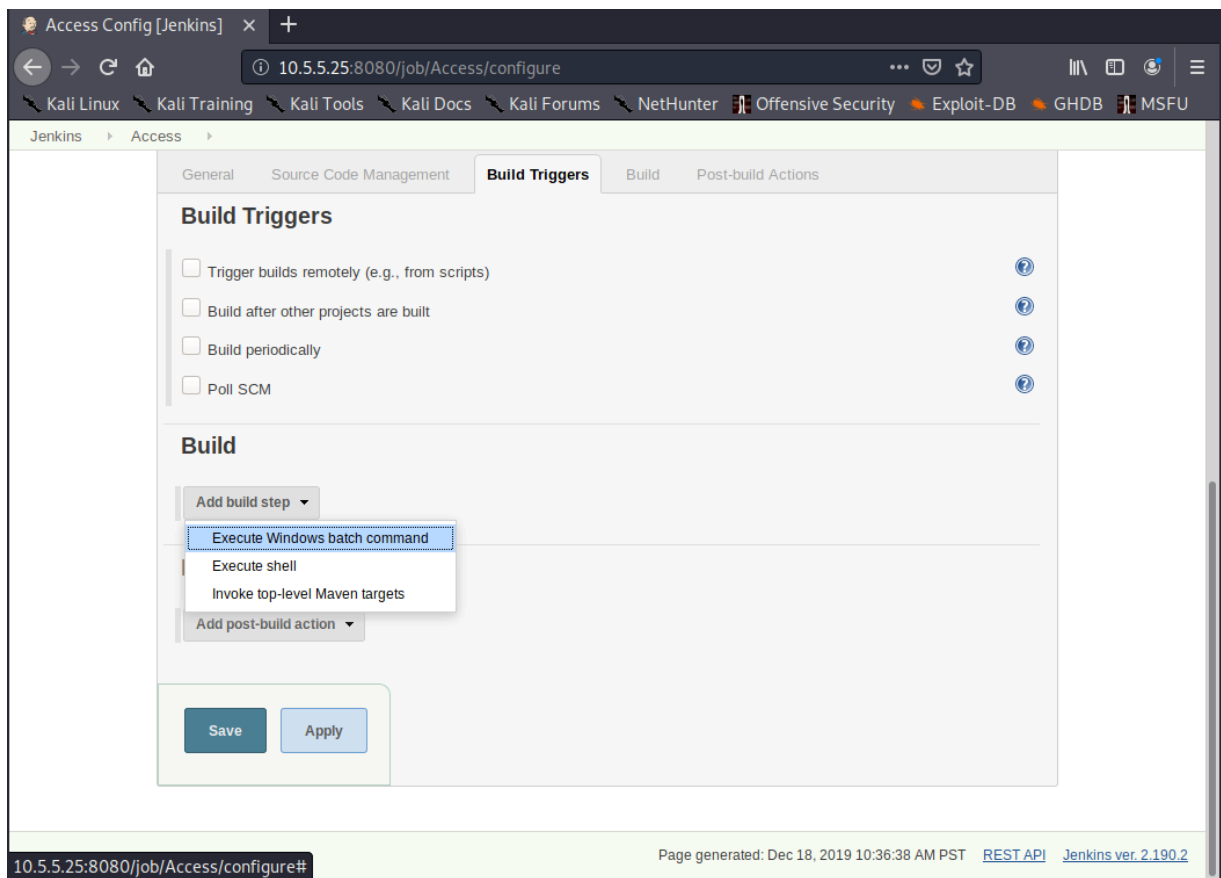 Access Config [Jenkins] × +
10.5.5.25:8080/job/Access/configure
Kali Linux Kali Training Kali Tools Kali Docs Kali Forums NetHunter Offensive Security Exploit-DB GHDB MSFU
Jenkins Access
General Source Code Management Build Triggers Build Post-build Actions
Build Triggers
Trigger builds remotely (e.g., from scripts)
Build after other projects are built
Build periodically
Poll SCM
Build
Add build step
Execute Windows batch command
Execute shell
Invoke top-level Maven targets
Add post-build action
Save Apply
Page generated: Dec 18, 2019 10:36:38 AM PST REST API Jenkins ver. 2.190.2
10.5.5.25:8080/job/Access/configure#